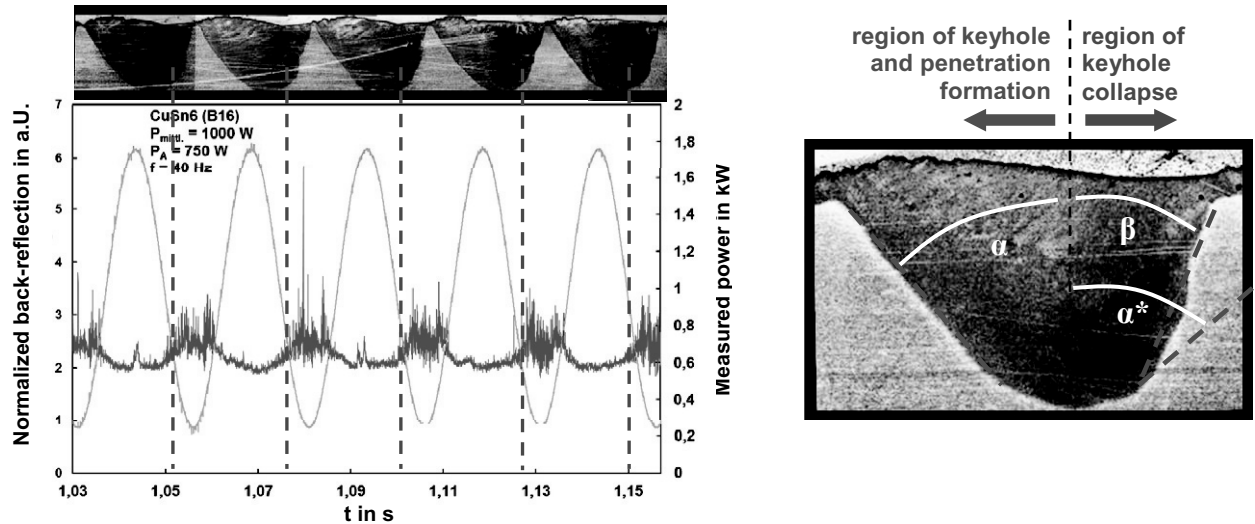 CuSn6 (B16)
P_mittl. = 1000 W
P_A = 750 W
f = 40 Hz
Normalized back-reflection in a.U.
7
6
5
4
3
2
1
0
2
1,8
1,6
1,4
1,2
1
0,8
0,6
0,4
0,2
0
Measured power in kW
1,03
1,05
1,07
1,09
1,11
1,13
1,15
t in s
region of keyhole
and penetration
formation
region of
keyhole
collapse
α
β
α*